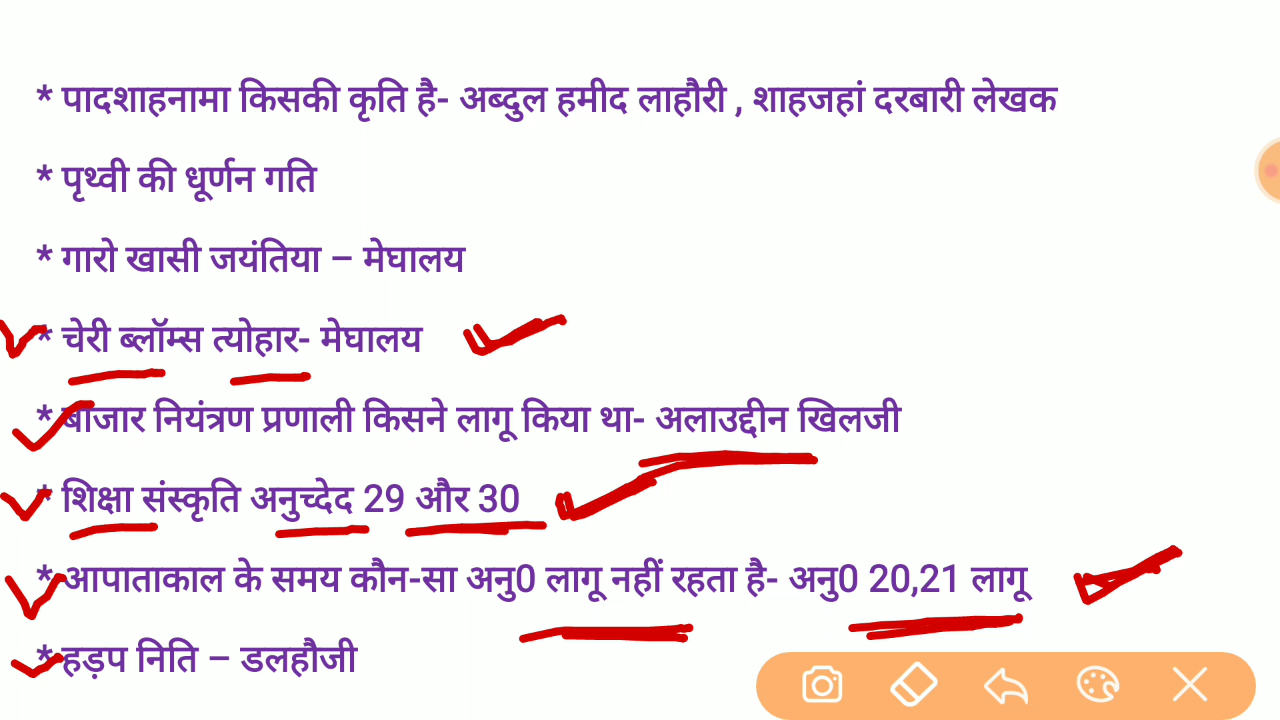 * पादशाहनामा किसकी कृति है- अब्दुल हमीद लाहौरी , शाहजहां दरबारी लेखक
* पृथ्वी की धूर्णन गति
* गारो खासी जयंतिया – मेघालय
* चेरी ब्लॉम्स त्योहार- मेघालय
* बाजार नियंत्रण प्रणाली किसने लागू किया था- अलाउद्दीन खिलजी
* शिक्षा संस्कृति अनुच्देद 29 और 30
* आपाताकाल के समय कौन-सा अनु0 लागू नहीं रहता है- अनु0 20,21 लागू
* हड़प निति – डलहौजी